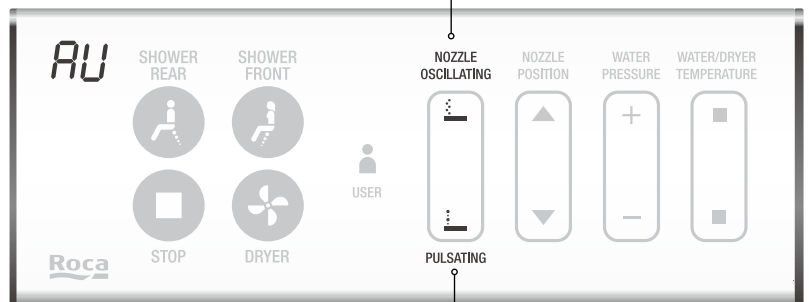 AU
SHOWER REAR
SHOWER FRONT
NOZZLE OSCILLATING
NOZZLE POSITION
WATER PRESSURE
WATER/DRYER TEMPERATURE
USER
STOP
DRYER
PULSATING
Roca